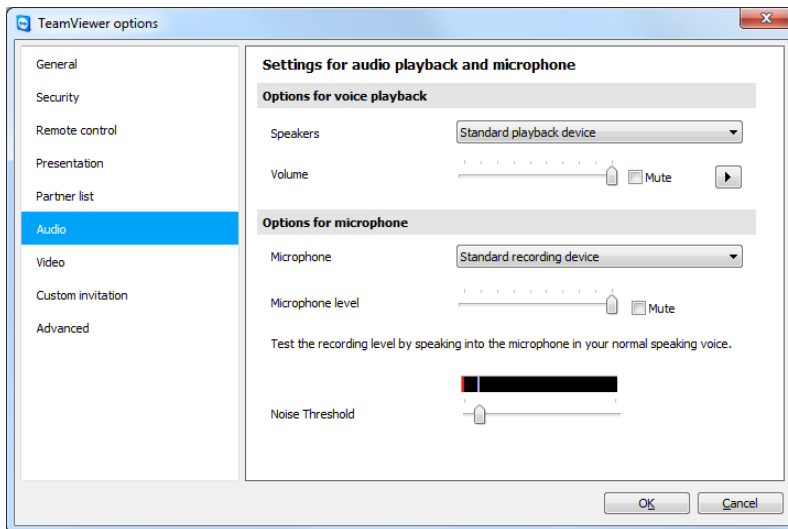 TeamViewer options
General
Security
Remote control
Presentation
Partner list
Audio
Video
Custom invitation
Advanced
Settings for audio playback and microphone
Options for voice playback
Speakers
Standard playback device
Volume
Mute
Options for microphone
Microphone
Standard recording device
Microphone level
Mute
Test the recording level by speaking into the microphone in your normal speaking voice.
Noise Threshold
OK
Cancel